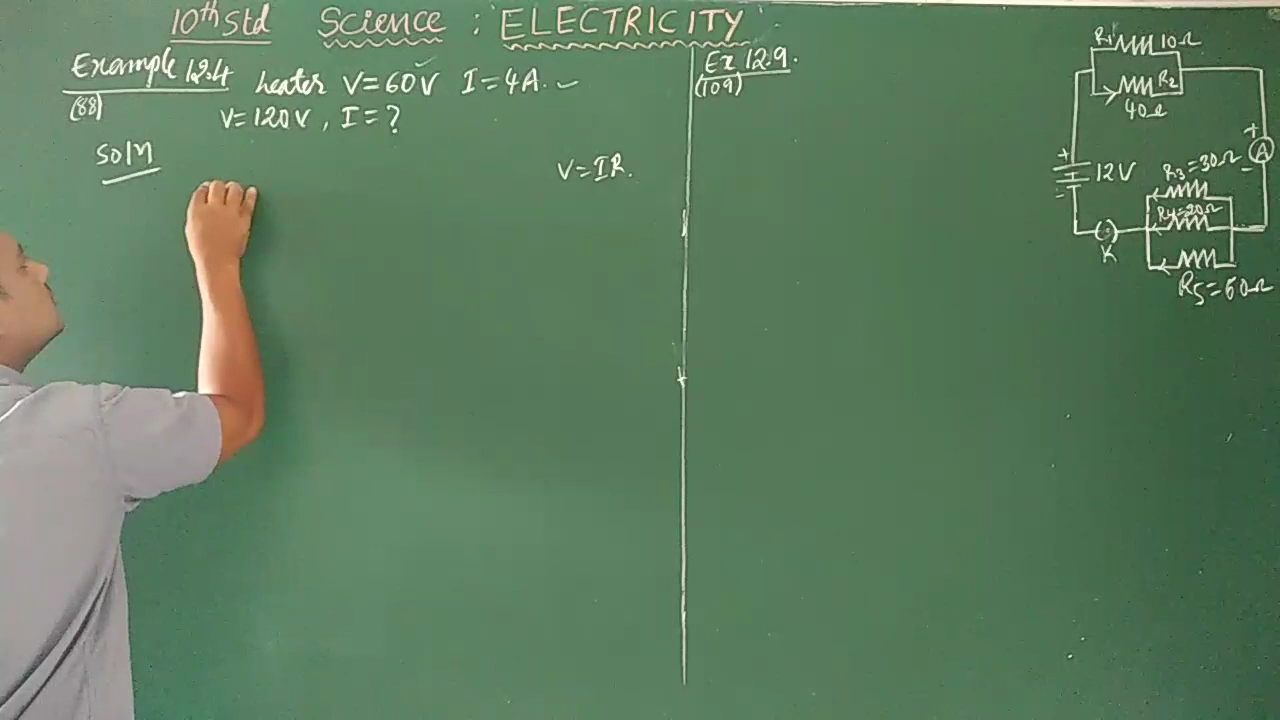 10th Std Science : ELECTRICITY
Example 12.4 heater V=60V I=4A.
(88)
V=120V, I=?
Soln
V=IR.
Ex 12.9.
(109)
R1 10Ω
R2
40Ω
+
12V
-
K
+
A
-
R3=30Ω
R4=20Ω
R5=60Ω